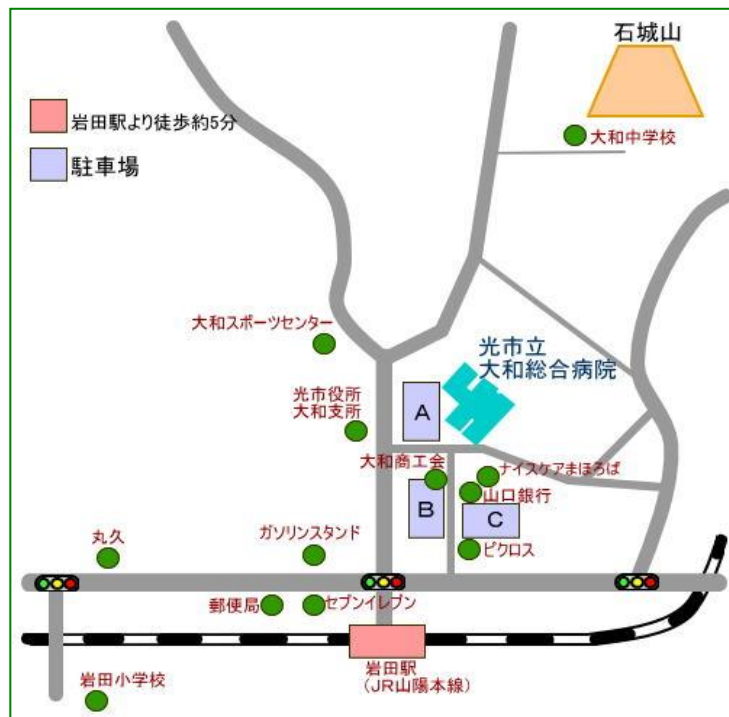 石城山
岩田駅より徒歩約5分
大和中学校
駐車場
大和スポーツセンター
光市立
大和総合病院
光市役所
大和支所
A
大和商工会
ナイスケアまほろば
山口銀行
B
C
丸久
ガソリンスタンド
ピクロス
郵便局
セブンイレブン
岩田駅
(JR山陽本線)
岩田小学校